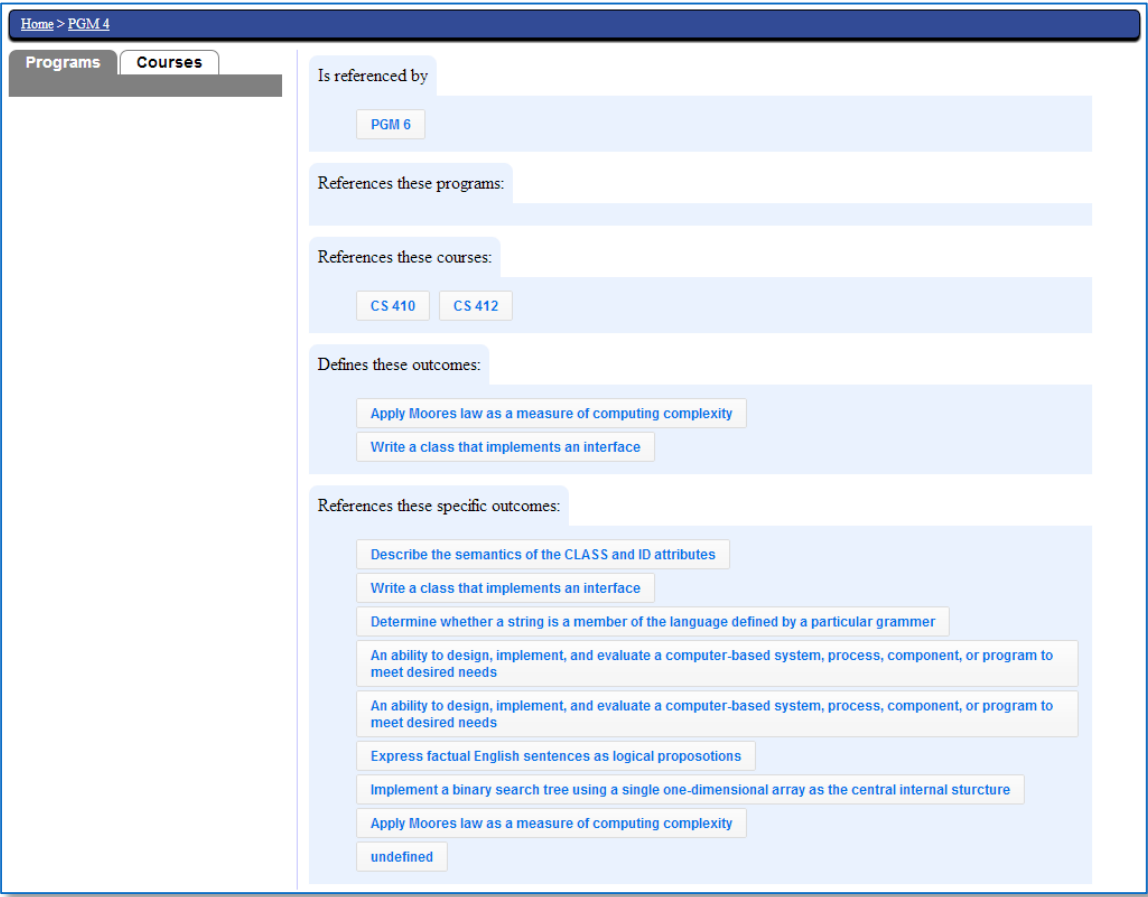 Home > PGM 4
Programs
Courses
Is referenced by
PGM 6
References these programs:
References these courses:
CS 410
CS 412
Defines these outcomes:
Apply Moores law as a measure of computing complexity
Write a class that implements an interface
References these specific outcomes:
Describe the semantics of the CLASS and ID attributes
Write a class that implements an interface
Determine whether a string is a member of the language defined by a particular grammer
An ability to design, implement, and evaluate a computer-based system, process, component, or program to
meet desired needs
An ability to design, implement, and evaluate a computer-based system, process, component, or program to
meet desired needs
Express factual English sentences as logical proposotions
Implement a binary search tree using a single one-dimensional array as the central internal sturcture
Apply Moores law as a measure of computing complexity
undefined